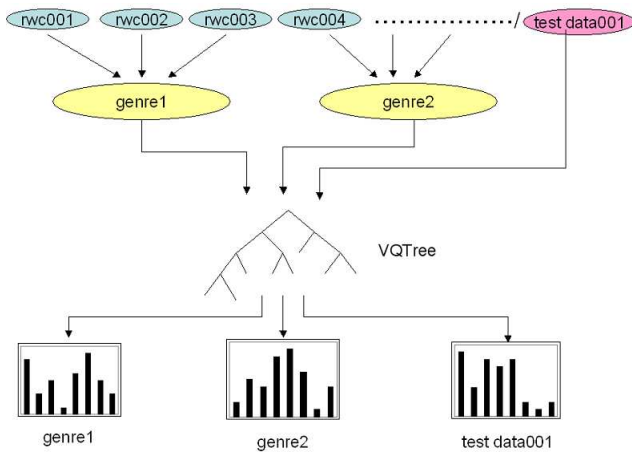 rwc001 rwc002 rwc003 rwc004 ..................../ test data001
genre1 genre2
VQTree
genre1 genre2 test data001